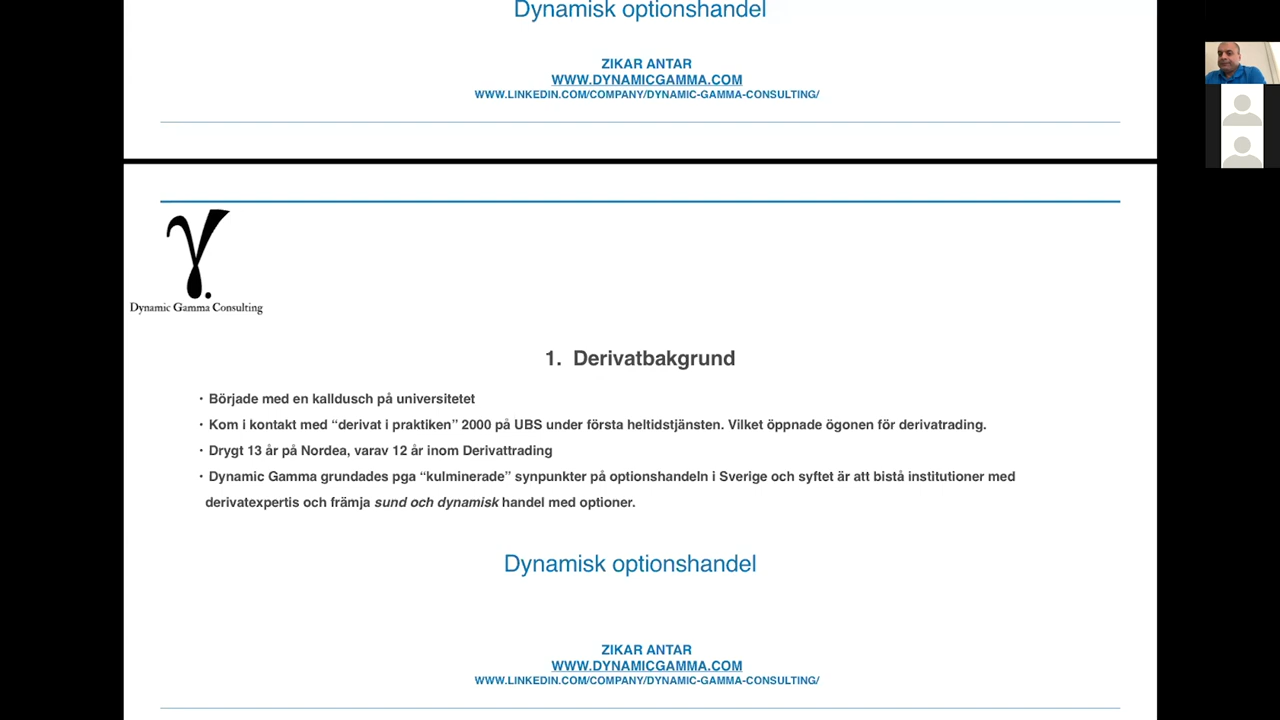 Dynamisk optionshandel
ZIKAR ANTAR
WWW.DYNAMICGAMMA.COM
WWW.LINKEDIN.COM/COMPANY/DYNAMIC-GAMMA-CONSULTING/
γ.
Dynamic Gamma Consulting
1. Derivatbakgrund
· Började med en kalldusch på universitetet
· Kom i kontakt med “derivat i praktiken” 2000 på UBS under första heltidstjänsten. Vilket öppnade ögonen för derivatrading.
· Drygt 13 år på Nordea, varav 12 år inom Derivattrading
· Dynamic Gamma grundades pga “kulminerade” synpunkter på optionshandeln i Sverige och syftet är att bistå institutioner med
derivatexpertis och främja sund och dynamisk handel med optioner.
Dynamisk optionshandel
ZIKAR ANTAR
WWW.DYNAMICGAMMA.COM
WWW.LINKEDIN.COM/COMPANY/DYNAMIC-GAMMA-CONSULTING/